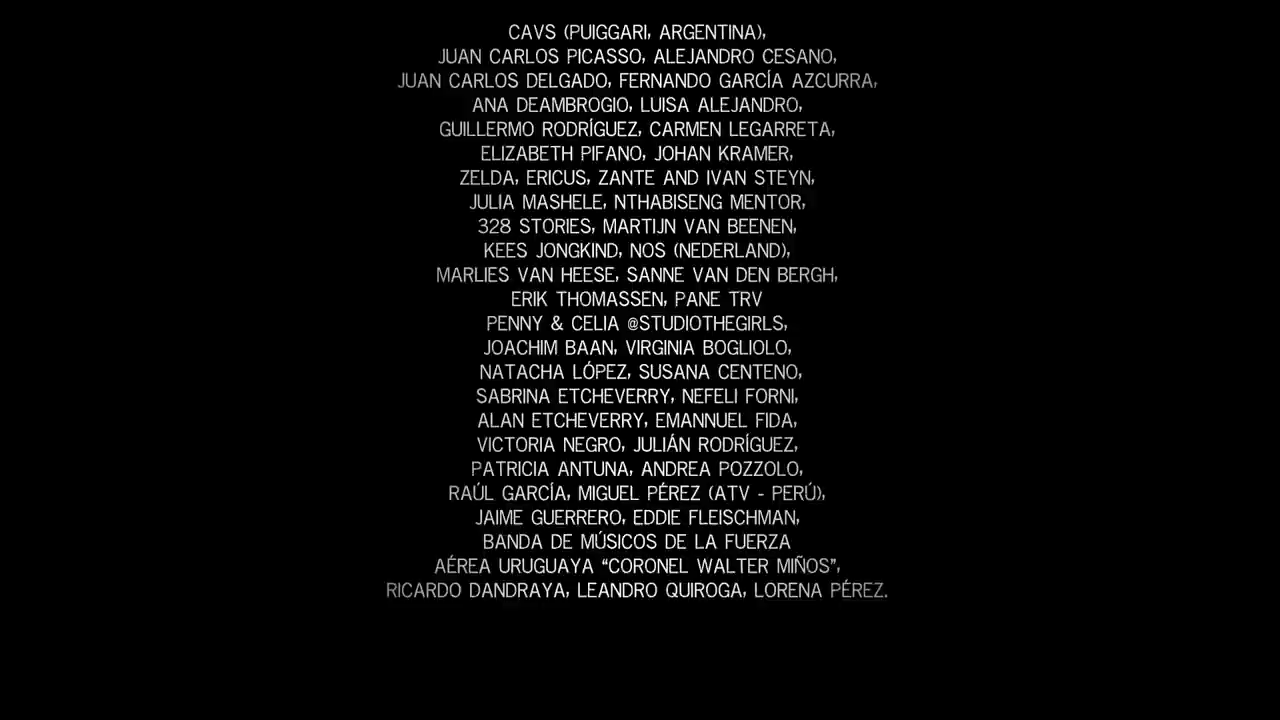 CAVS (PUIGGARI, ARGENTINA),
JUAN CARLOS PICASSO, ALEJANDRO CESANO,
JUAN CARLOS DELGADO, FERNANDO GARCÍA AZCURRA,
ANA DEAMBROGIO, LUISA ALEJANDRO,
GUILLERMO RODRÍGUEZ, CARMEN LEGARRETA,
ELIZABETH PIFANO, JOHAN KRAMER,
ZELDA, ERICUS, ZANTE AND IVAN STEYN,
JULIA MASHELE, NTHABISENG MENTOR,
328 STORIES, MARTIJN VAN BEENEN,
KEES JONGKIND, NOS (NEDERLAND),
MARLIES VAN HEESE, SANNE VAN DEN BERGH,
ERIK THOMASSEN, PANE TRV
PENNY & CELIA @STUDIOTHEGIRLS,
JOACHIM BAAN, VIRGINIA BOGLIOLO,
NATACHA LÓPEZ, SUSANA CENTENO,
SABRINA ETCHEVERRY, NEFELI FORNI,
ALAN ETCHEVERRY, EMANNUEL FIDA,
VICTORIA NEGRO, JULIÁN RODRÍGUEZ,
PATRICIA ANTUNA, ANDREA POZZOLO,
RAÚL GARCÍA, MIGUEL PÉREZ (ATV - PERÚ),
JAIME GUERRERO, EDDIE FLEISCHMAN,
BANDA DE MÚSICOS DE LA FUERZA
AÉREA URUGUAYA “CORONEL WALTER MIÑOS”,
RICARDO DANDRAYA, LEANDRO QUIROGA, LORENA PÉREZ.